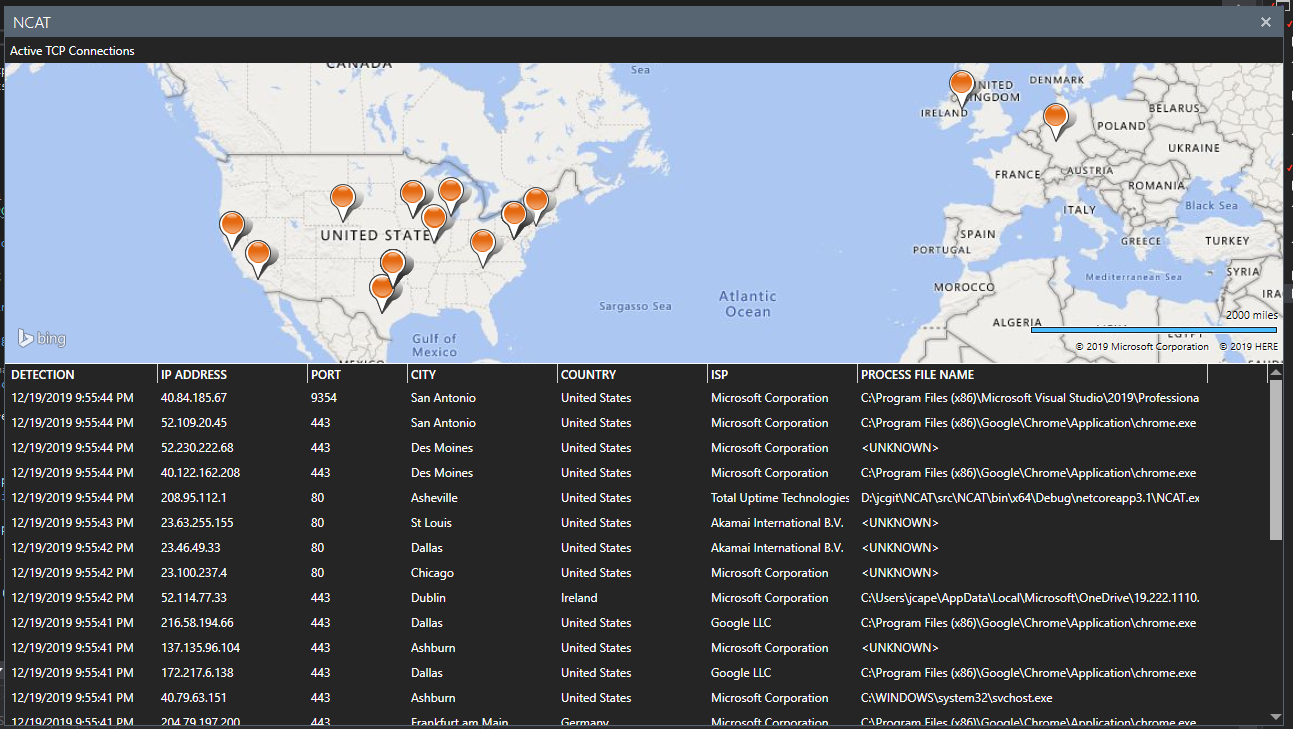 NCAT
Active TCP Connections
CANADA
Sea
UNITED KINGDOM
DENMARK
IRELAND
BELARUS
POLAND
UKRAINE
FRANCE
AUSTRIA
ROMANIA
ITALY
Black Sea
UNITED STATE
SPAIN
PORTUGAL
GREECE
TURKEY
SYRIA
Mediterranean Sea
MOROCCO
IRA
Sargasso Sea
Atlantic
Ocean
ALGERIA
2000 miles
Gulf of
Mexico
bing
© 2019 Microsoft Corporation © 2019 HERE
MEXICO
DETECTION IP ADDRESS PORT CITY COUNTRY ISP PROCESS FILE NAME
12/19/2019 9:55:44 PM 40.84.185.67 9354 San Antonio United States Microsoft Corporation C:\Program Files (x86)\Microsoft Visual Studio\2019\Professiona
12/19/2019 9:55:44 PM 52.109.20.45 443 San Antonio United States Microsoft Corporation C:\Program Files (x86)\Google\Chrome\Application\chrome.exe
12/19/2019 9:55:44 PM 52.230.222.68 443 Des Moines United States Microsoft Corporation <UNKNOWN>
12/19/2019 9:55:44 PM 40.122.162.208 443 Des Moines United States Microsoft Corporation C:\Program Files (x86)\Google\Chrome\Application\chrome.exe
12/19/2019 9:55:44 PM 208.95.112.1 80 Asheville United States Total Uptime Technologies D:\jcgit\NCAT\src\NCAT\bin\x64\Debug\netcoreapp3.1\NCAT.ex
12/19/2019 9:55:43 PM 23.63.255.155 80 St Louis United States Akamai International B.V. <UNKNOWN>
12/19/2019 9:55:42 PM 23.46.49.33 80 Dallas United States Akamai International B.V. <UNKNOWN>
12/19/2019 9:55:42 PM 23.100.237.4 80 Chicago United States Microsoft Corporation <UNKNOWN>
12/19/2019 9:55:42 PM 52.114.77.33 443 Dublin Ireland Microsoft Corporation C:\Users\jcape\AppData\Local\Microsoft\OneDrive\19.222.1110.
12/19/2019 9:55:41 PM 216.58.194.66 443 Dallas United States Google LLC C:\Program Files (x86)\Google\Chrome\Application\chrome.exe
12/19/2019 9:55:41 PM 137.135.96.104 443 Ashburn United States Microsoft Corporation <UNKNOWN>
12/19/2019 9:55:41 PM 172.217.6.138 443 Dallas United States Google LLC C:\Program Files (x86)\Google\Chrome\Application\chrome.exe
12/19/2019 9:55:41 PM 40.79.63.151 443 Ashburn United States Microsoft Corporation C:\WINDOWS\system32\svchost.exe
12/19/2019 9:55:41 PM 204.79.197.200 443 Frankfurt am Main Germany Microsoft Corporation C:\Program Files (x86)\Google\Chrome\Application\chrome.exe